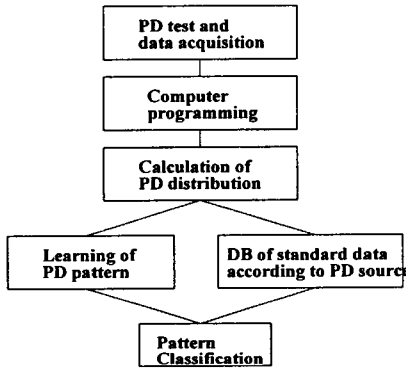 PD test and
data acquisition
Computer
programming
Calculation of
PD distribution
Learning of
PD pattern
DB of standard data
according to PD sourc
Pattern
Classification